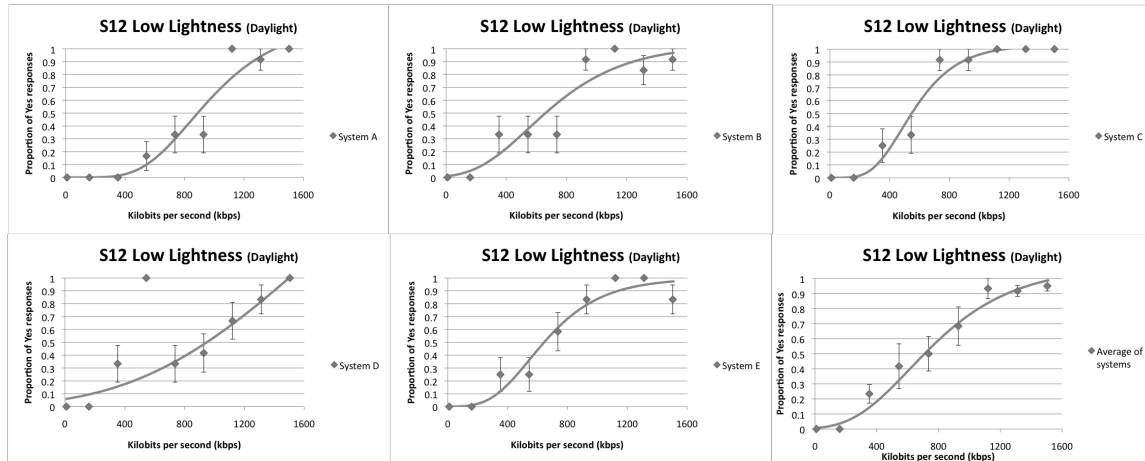 S12 Low Lightness (Daylight)
Proportion of Yes responses
1
0.9
0.8
0.7
0.6
0.5
0.4
0.3
0.2
0.1
0
0 400 800 1200 1600
Kilobits per second (kbps)
System A
S12 Low Lightness (Daylight)
Proportion of Yes responses
1
0.9
0.8
0.7
0.6
0.5
0.4
0.3
0.2
0.1
0
0 400 800 1200 1600
Kilobits per second (kbps)
System B
S12 Low Lightness (Daylight)
Proportion of Yes responses
1
0.9
0.8
0.7
0.6
0.5
0.4
0.3
0.2
0.1
0
0 400 800 1200 1600
Kilobits per second (kbps)
System C
S12 Low Lightness (Daylight)
Proportion of Yes responses
1
0.9
0.8
0.7
0.6
0.5
0.4
0.3
0.2
0.1
0
0 400 800 1200 1600
Kilobits per second (kbps)
System D
S12 Low Lightness (Daylight)
Proportion of Yes responses
1
0.9
0.8
0.7
0.6
0.5
0.4
0.3
0.2
0.1
0
0 400 800 1200 1600
Kilobits per second (kbps)
System E
S12 Low Lightness (Daylight)
Proportion of Yes responses
1
0.9
0.8
0.7
0.6
0.5
0.4
0.3
0.2
0.1
0
0 400 800 1200 1600
Kilobits per second (kbps)
Average of
systems